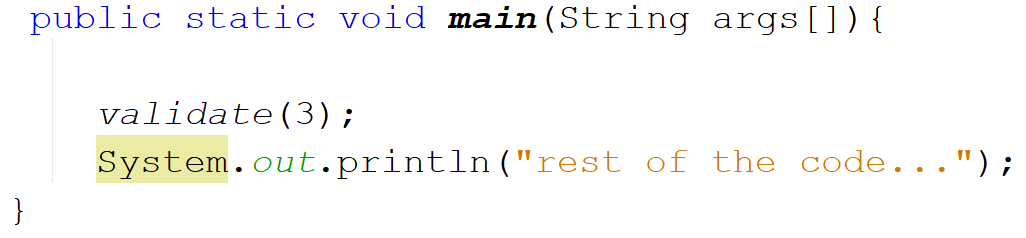 public static void main(String args[]){
validate(3);
System.out.println("rest of the code...");
}